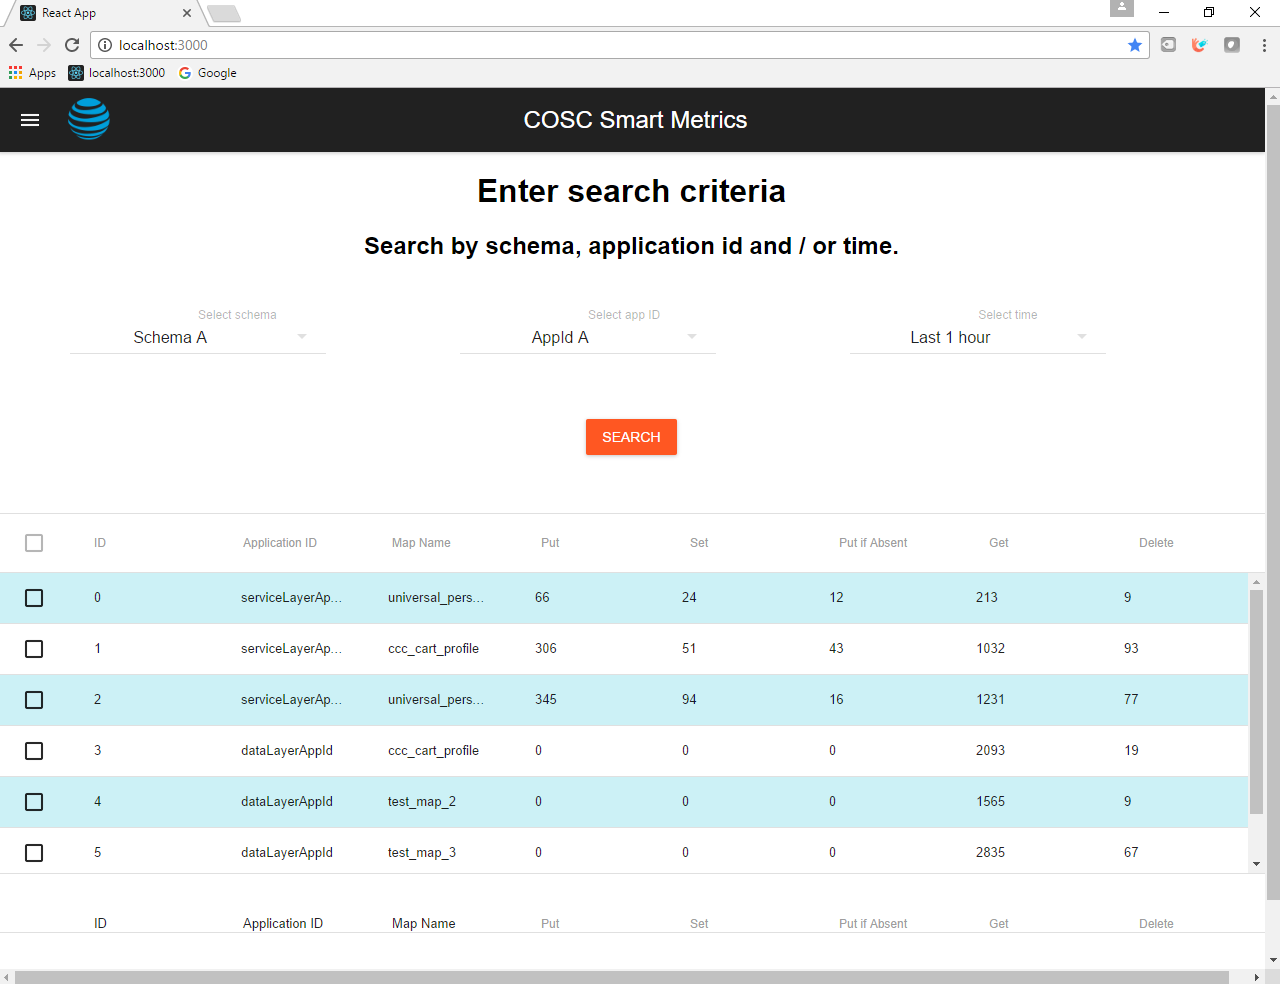 React App
localhost:3000
Apps localhost:3000 Google
COSC Smart Metrics
Enter search criteria
Search by schema, application id and / or time.
Select schema Select app ID Select time
Schema A AppId A Last 1 hour
SEARCH
ID Application ID Map Name Put Set Put if Absent Get Delete
0 serviceLayerAp... universal_pers... 66 24 12 213 9
1 serviceLayerAp... ccc_cart_profile 306 51 43 1032 93
2 serviceLayerAp... universal_pers... 345 94 16 1231 77
3 dataLayerAppId ccc_cart_profile 0 0 0 2093 19
4 dataLayerAppId test_map_2 0 0 0 1565 9
5 dataLayerAppId test_map_3 0 0 0 2835 67
ID Application ID Map Name Put Set Put if Absent Get Delete